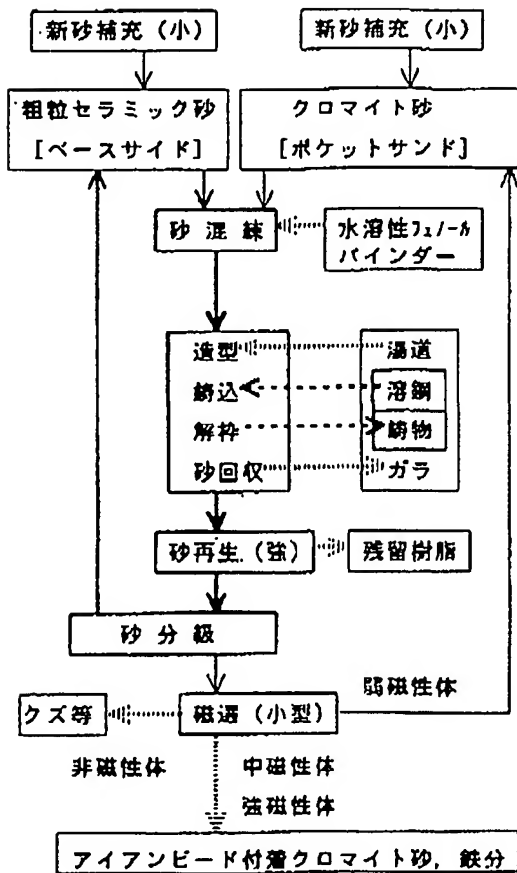 新砂補充（小）
新砂補充（小）
粗粒セラミック砂
［ベースサイド］
クロマイト砂
［ポケットサンド］
砂混練
水溶性フェノール
バインダー
造型
湯道
鋳込
溶鋼
解枠
鋳物
砂回収
ガラ
砂再生．（強）
残留樹脂
砂分級
弱磁性体
クズ等
磁選（小型）
非磁性体
中磁性体
強磁性体
アイアンビード付着クロマイト砂，鉄分